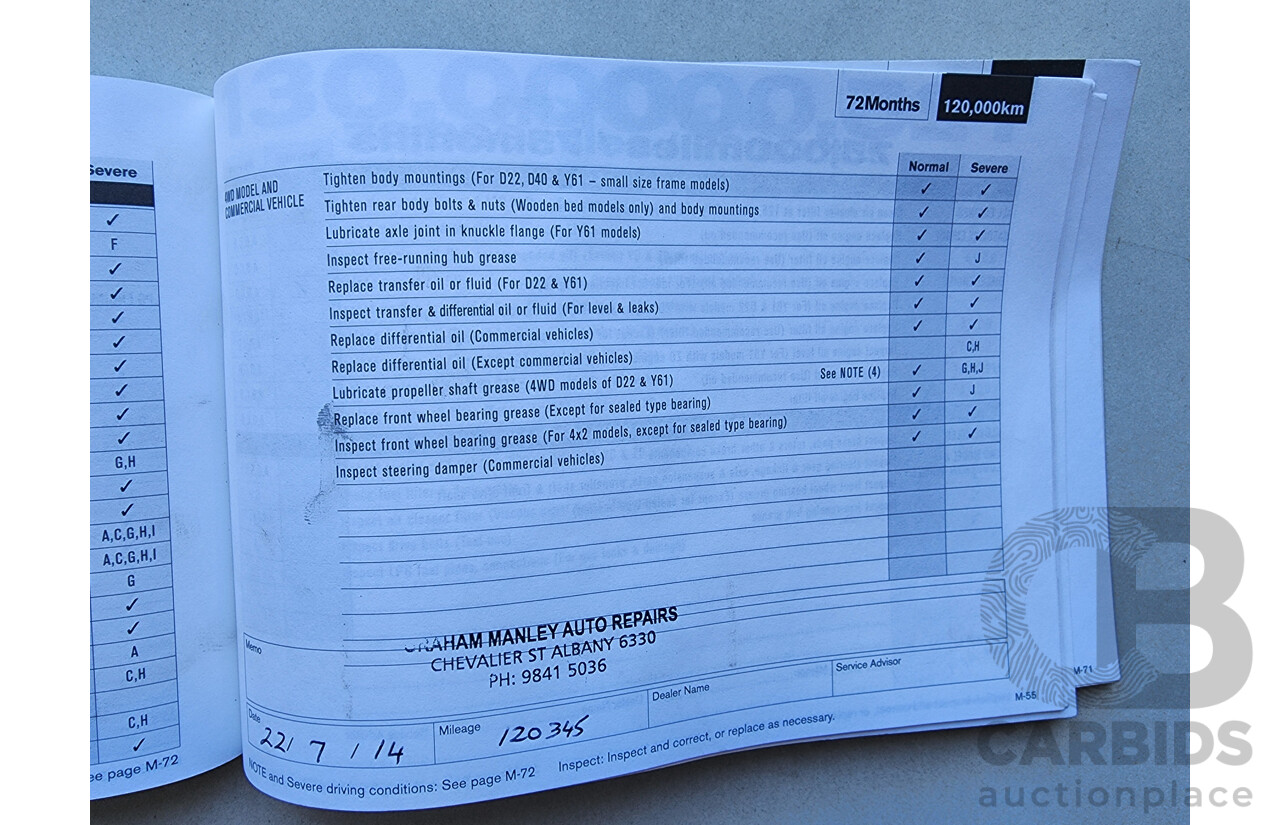 72Months 120,000km
Severe
✓
F
✓
✓
✓
✓
✓
✓
✓
✓
G,H
✓
✓
A,C,G,H,I
A,C,G,H,I
G
✓
✓
A
C,H
C,H
✓
ee page M-72
Normal Severe
4WD MODEL AND
COMMERCIAL VEHICLE
Tighten body mountings (For D22, D40 & Y61 – small size frame models) ✓ ✓
Tighten rear body bolts & nuts (Wooden bed models only) and body mountings ✓ ✓
Lubricate axle joint in knuckle flange (For Y61 models) ✓ ✓
Inspect free-running hub grease ✓ J
Replace transfer oil or fluid (For D22 & Y61) ✓ ✓
Inspect transfer & differential oil or fluid (For level & leaks) ✓ ✓
Replace differential oil (Commercial vehicles) ✓ ✓
Replace differential oil (Except commercial vehicles) C,H
Lubricate propeller shaft grease (4WD models of D22 & Y61) See NOTE (4) ✓ G,H,J
Replace front wheel bearing grease (Except for sealed type bearing) ✓ J
Inspect front wheel bearing grease (For 4x2 models, except for sealed type bearing) ✓ ✓
Inspect steering damper (Commercial vehicles) ✓ ✓
Memo
GRAHAM MANLEY AUTO REPAIRS
CHEVALIER ST ALBANY 6330
PH: 9841 5036
Date 22/ 7 / 14
Mileage 120345
Dealer Name
Service Advisor
NOTE and Severe driving conditions: See page M-72 Inspect: Inspect and correct, or replace as necessary.
M-55
M-71
CB
CARBIDS
auctionplace